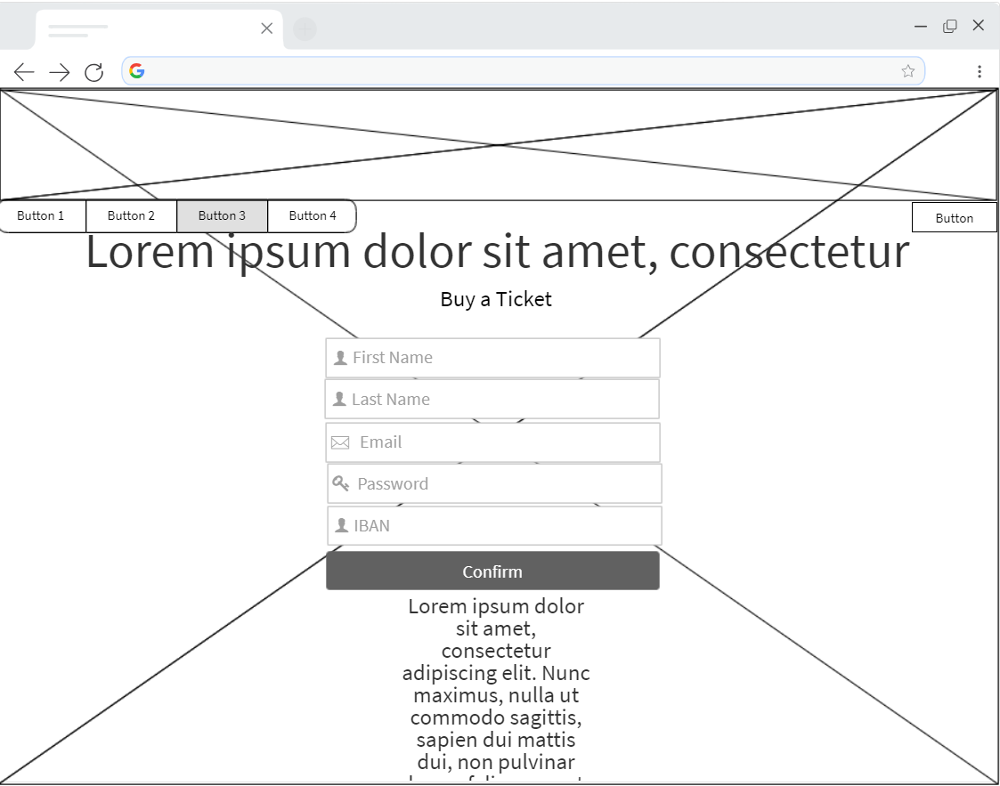 Button 1 Button 2 Button 3 Button 4 Button
Lorem ipsum dolor sit amet, consectetur
Buy a Ticket
First Name
Last Name
Email
Password
IBAN
Confirm
Lorem ipsum dolor
sit amet,
consectetur
adipiscing elit. Nunc
maximus, nulla ut
commodo sagittis,
sapien dui mattis
dui, non pulvinar